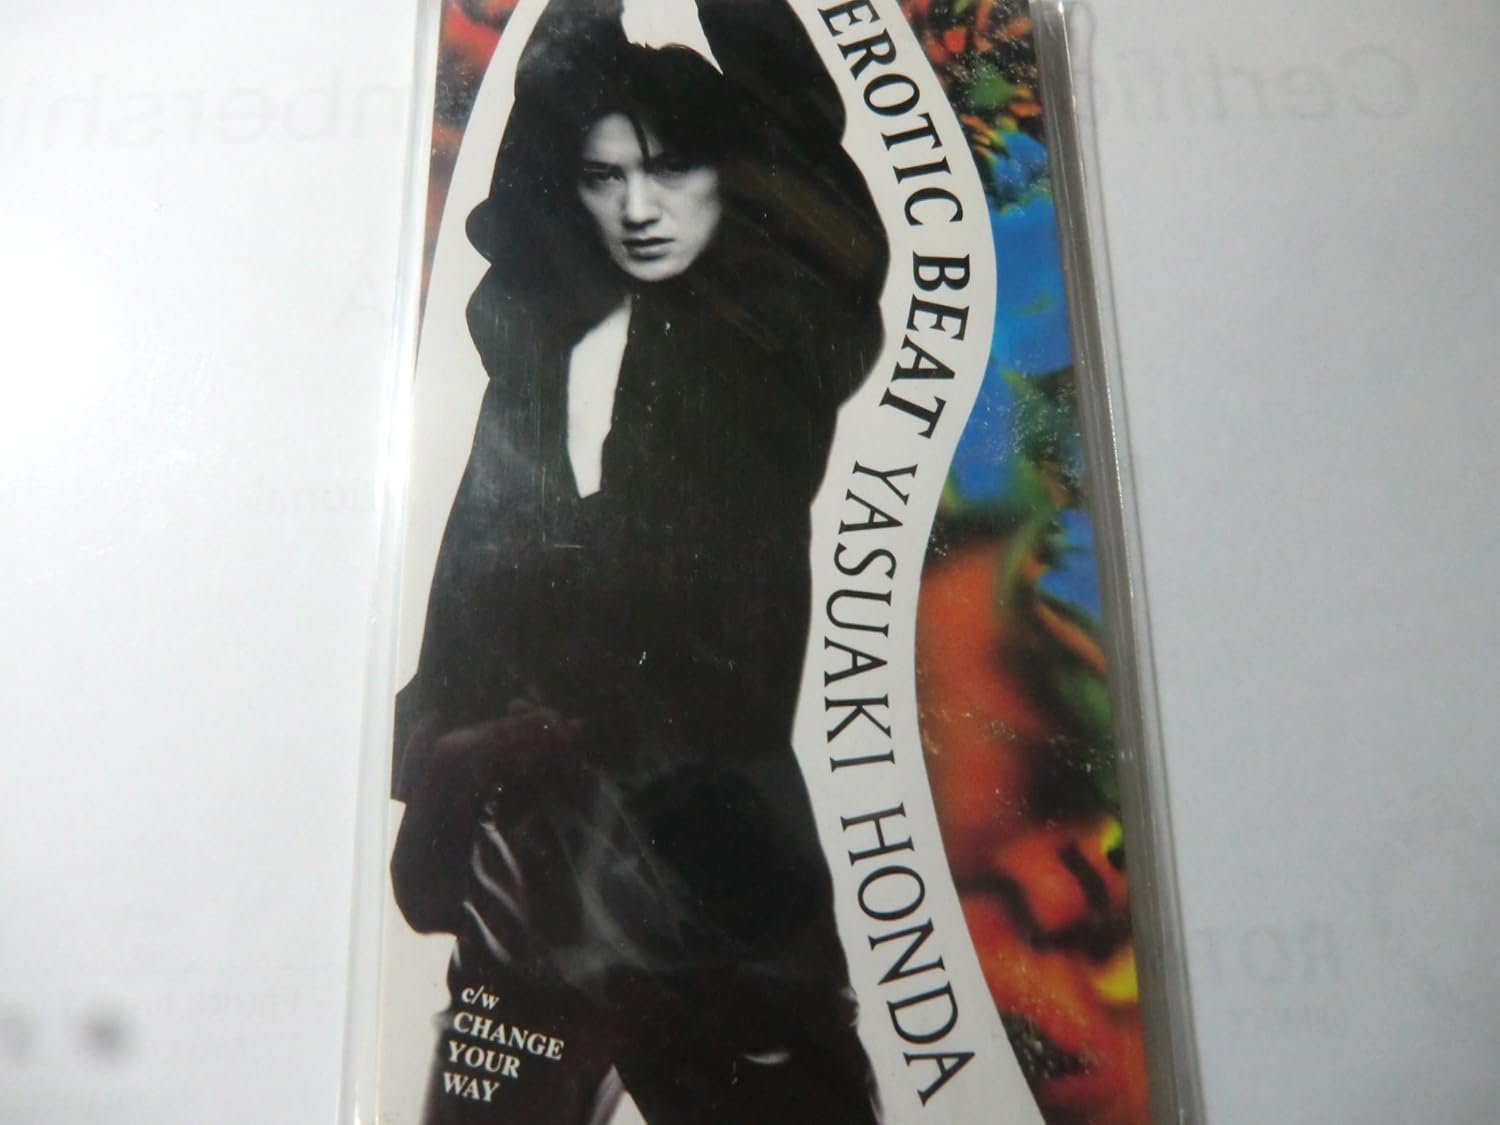 EROTIC BEAT YASUAKI HONDA
c/w
CHANGE
YOUR
WAY